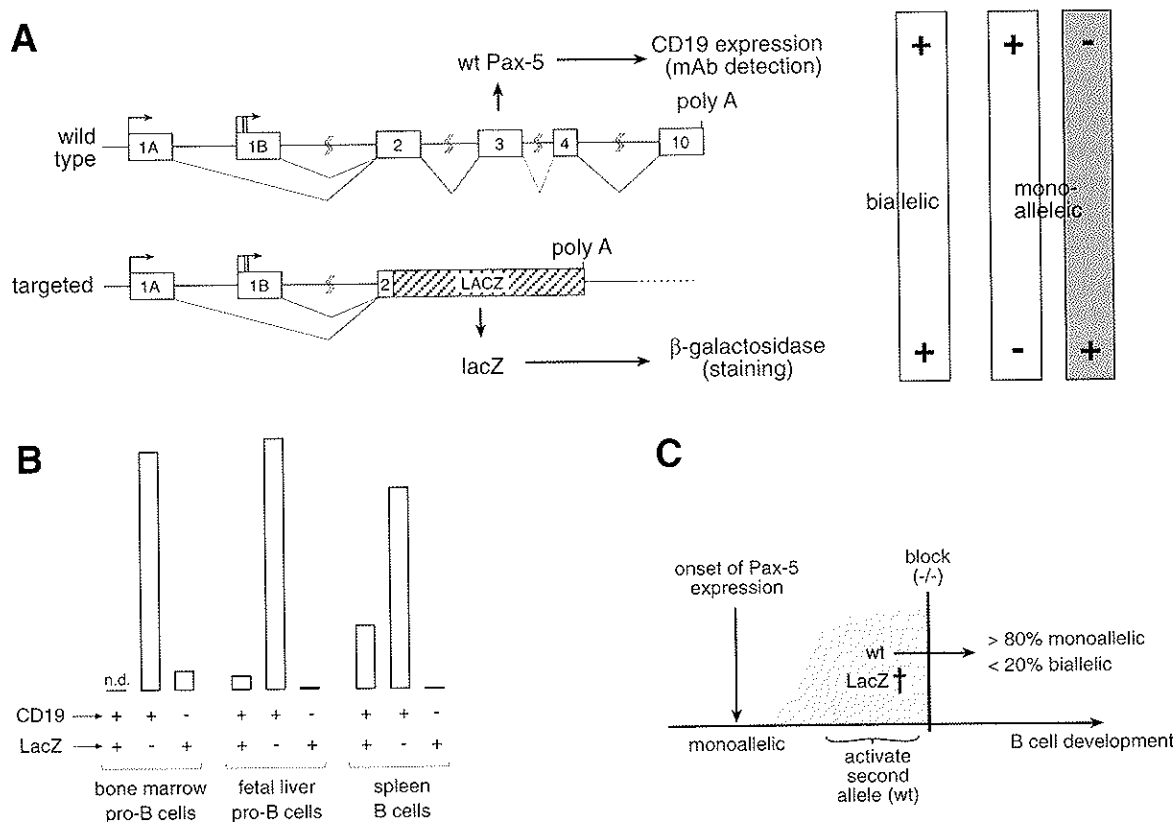 A
wt Pax-5
CD19 expression
(mAb detection)
poly A
wild
type
1A
1B
2
3
4
10
targeted
1A
1B
2
LACZ
poly A
lacZ
β-galactosidase
(staining)
+
+
-
biallelic
mono-
alleleic
+
-
+
B
n.d.
CD19
+
+
-
+
+
-
+
+
-
LacZ
+
-
+
+
-
+
+
-
+
bone marrow
pro-B cells
fetal liver
pro-B cells
spleen
B cells
C
onset of Pax-5
expression
block
(-/-)
wt
LacZ †
> 80% monoallelic
< 20% biallelic
monoallelic
activate
second
allele (wt)
B cell development